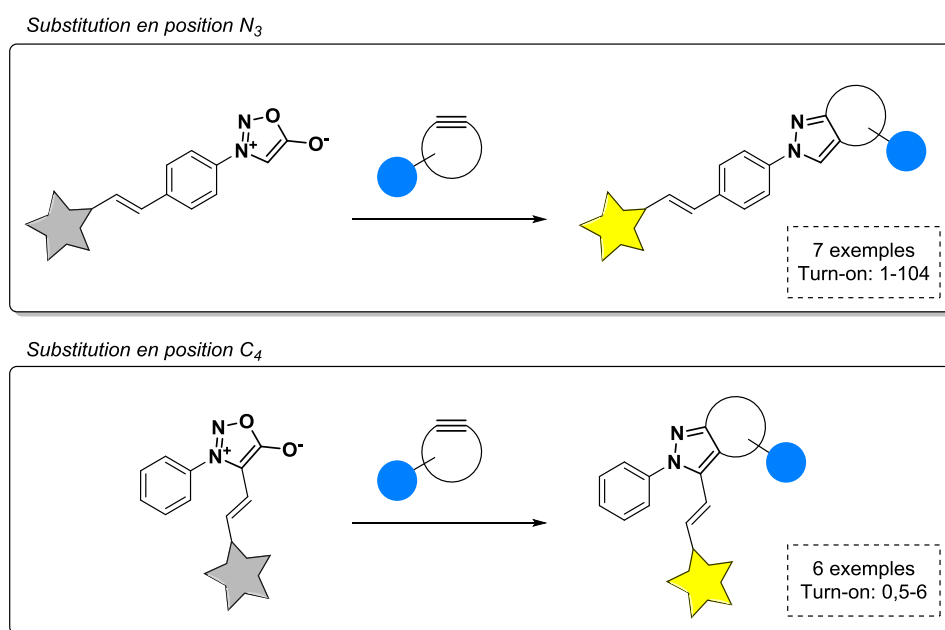 Substitution en position N3
N
O
N+
O-
N
N
7 exemples
Turn-on: 1-104
Substitution en position C4
N
O
N+
O-
N
N
6 exemples
Turn-on: 0,5-6